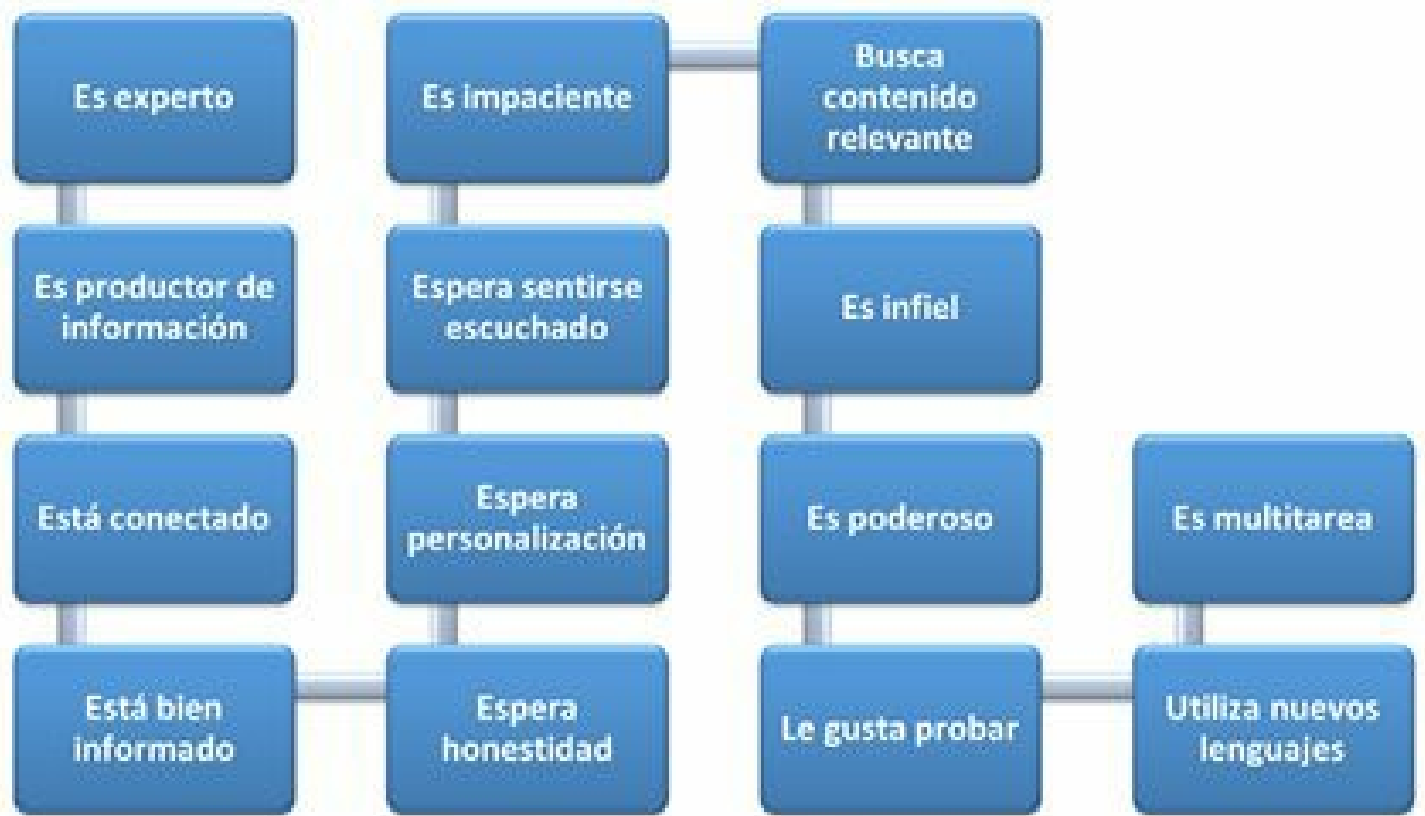 Es experto
Es productor de
información
Está conectado
Está bien
informado
Espera
honestidad
Espera
personalización
Espera sentirse
escuchado
Es impaciente
Busca
contenido
relevante
Es infiel
Es poderoso
Le gusta probar
Utiliza nuevos
lenguajes
Es multitarea